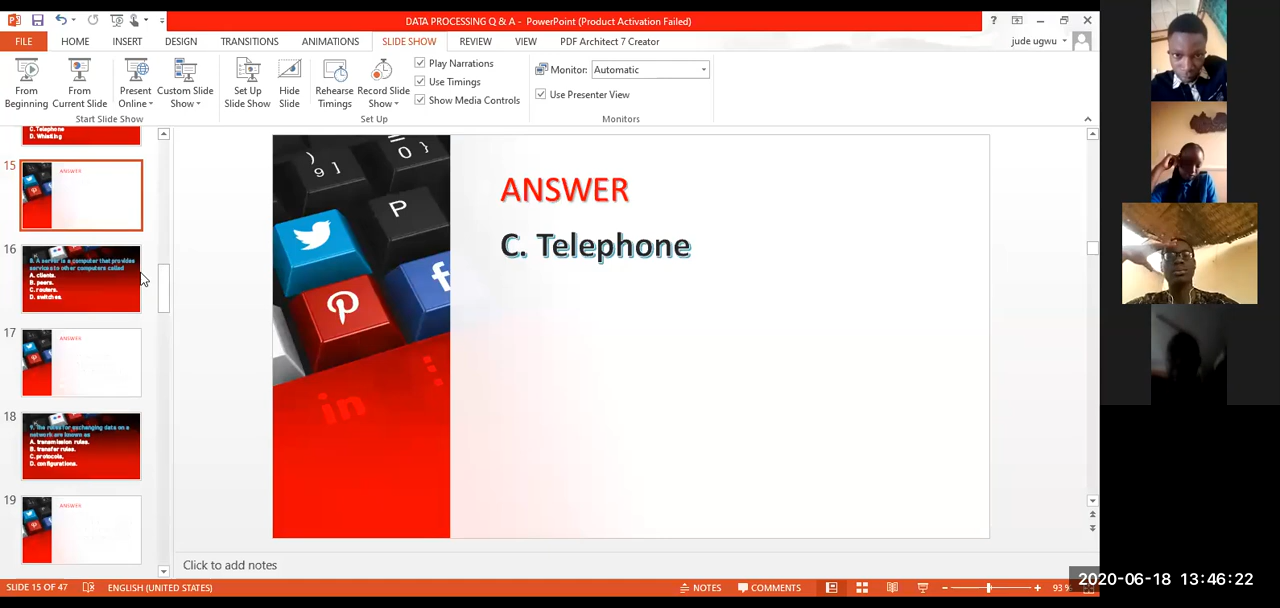 DATA PROCESSING Q & A - PowerPoint (Product Activation Failed)
FILE HOME INSERT DESIGN TRANSITIONS ANIMATIONS SLIDE SHOW REVIEW VIEW PDF Architect 7 Creator jude ugwu
From Beginning
From Current Slide
Present Online
Custom Slide Show
Set Up Slide Show
Hide Slide
Rehearse Timings
Record Slide Show
Play Narrations
Use Timings
Show Media Controls
Monitor: Automatic
Use Presenter View
Start Slide Show Set Up Monitors
C. Telephone
D. Whistling
15
ANSWER
16
8. A server is a computer that provides
services to other computers called
A. clients.
B. peers.
C. routers.
D. switches.
17
ANSWER
18
9. The rules for exchanging data on a
network are known as
A. transmission rules.
B. transfer rules.
C. protocols.
D. configurations.
19
ANSWER
) 9 ]
O }
P
f
in
ANSWER
C. Telephone
Click to add notes
SLIDE 15 OF 47 ENGLISH (UNITED STATES) NOTES COMMENTS 93 %
2020-06-18 13:46:22